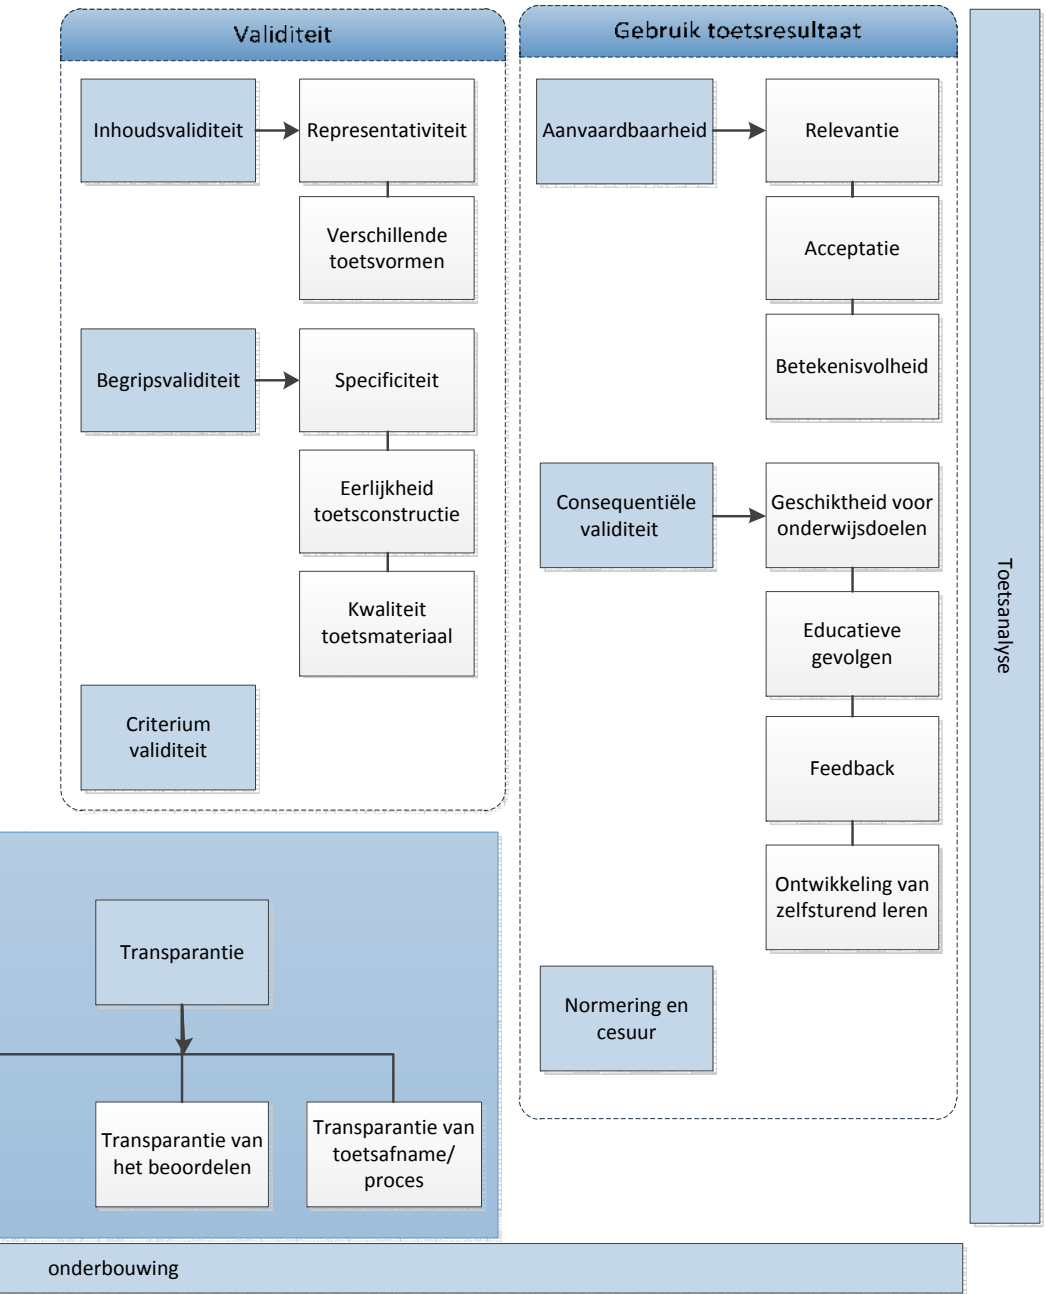 Validiteit
Inhoudsvaliditeit
Representativiteit
Verschillende
toetsvormen
Begripsvaliditeit
Specificiteit
Eerlijkheid
toetsconstructie
Kwaliteit
toetsmateriaal
Criterium
validiteit
Gebruik toetsresultaat
Aanvaardbaarheid
Relevantie
Acceptatie
Betekenisvolheid
Consequentiële
validiteit
Geschiktheid voor
onderwijsdoelen
Educatieve
gevolgen
Feedback
Ontwikkeling van
zelfsturend leren
Normering en
cesuur
Toetsanalyse
Transparantie
Transparantie van
het beoordelen
Transparantie van
toetsafname/
proces
onderbouwing